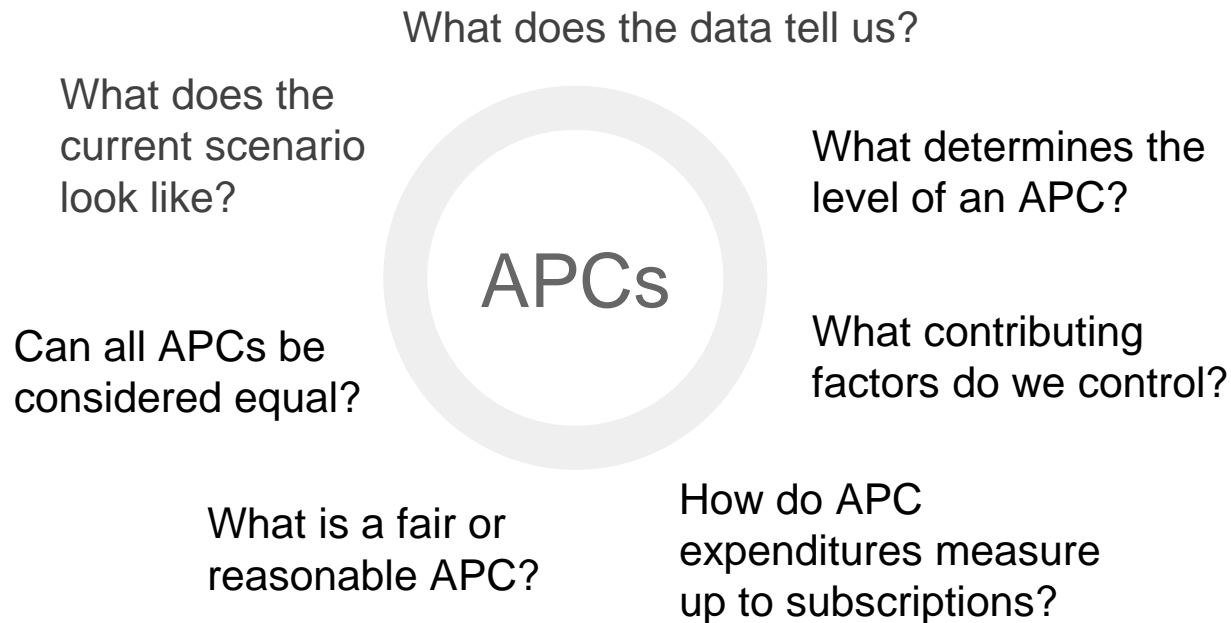 What does the data tell us?
What does the
current scenario
look like?
What determines the
level of an APC?
APCs
Can all APCs be
considered equal?
What contributing
factors do we control?
What is a fair or
reasonable APC?
How do APC
expenditures measure
up to subscriptions?